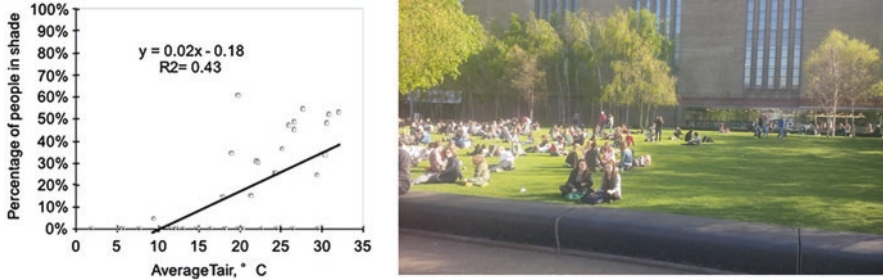 100%
90%
80%
70%
60%
50%
40%
30%
20%
10%
0%
Percentage of people in shade
y = 0.02x - 0.18
R2= 0.43
0 5 10 15 20 25 30 35
AverageTair, ° C